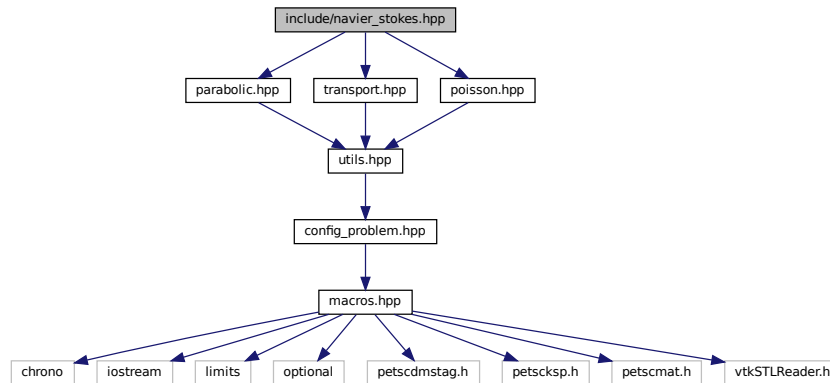 include/navier_stokes.hpp
parabolic.hpp
transport.hpp
poisson.hpp
utils.hpp
config_problem.hpp
macros.hpp
chrono
iostream
limits
optional
petscdmstag.h
petscksp.h
petscmat.h
vtkSTLReader.h